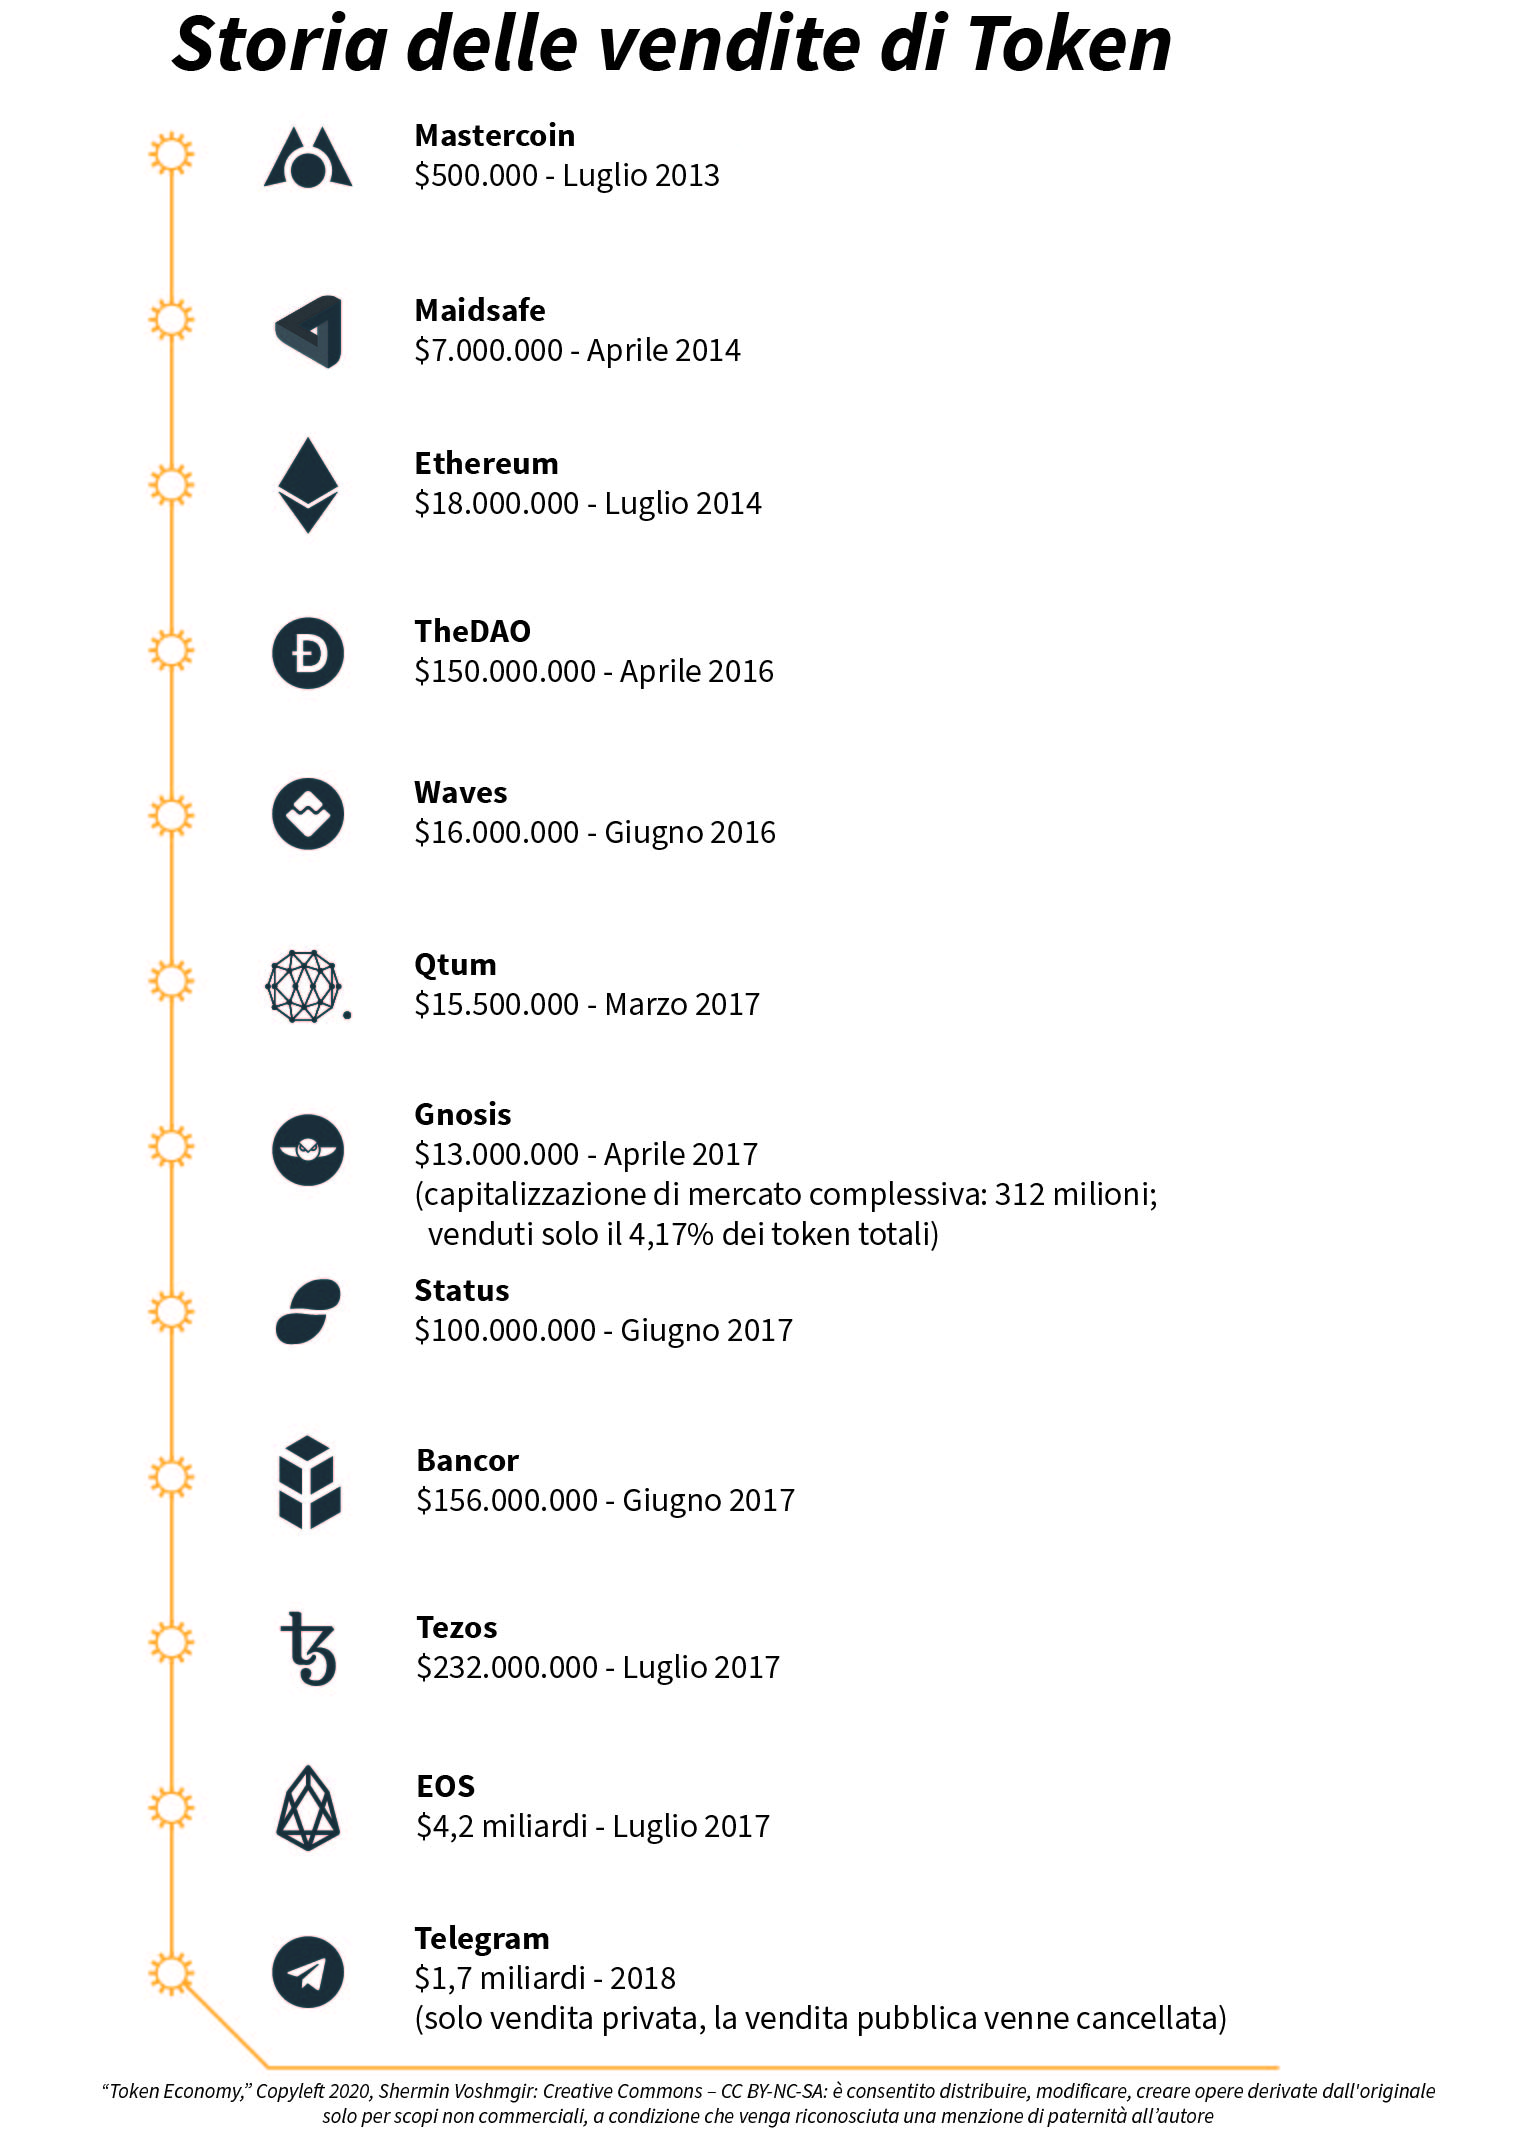 Storia delle vendite di Token
Mastercoin
$500.000 - Luglio 2013
Maidsafe
$7.000.000 - Aprile 2014
Ethereum
$18.000.000 - Luglio 2014
TheDAO
$150.000.000 - Aprile 2016
Waves
$16.000.000 - Giugno 2016
Qtum
$15.500.000 - Marzo 2017
Gnosis
$13.000.000 - Aprile 2017
(capitalizzazione di mercato complessiva: 312 milioni;
venduti solo il 4,17% dei token totali)
Status
$100.000.000 - Giugno 2017
Bancor
$156.000.000 - Giugno 2017
Tezos
$232.000.000 - Luglio 2017
EOS
$4,2 miliardi - Luglio 2017
Telegram
$1,7 miliardi - 2018
(solo vendita privata, la vendita pubblica venne cancellata)
“Token Economy,” Copyleft 2020, Shermin Voshmgir: Creative Commons – CC BY-NC-SA: è consentito distribuire, modificare, creare opere derivate dall'originale
solo per scopi non commerciali, a condizione che venga riconosciuta una menzione di paternità all’autore